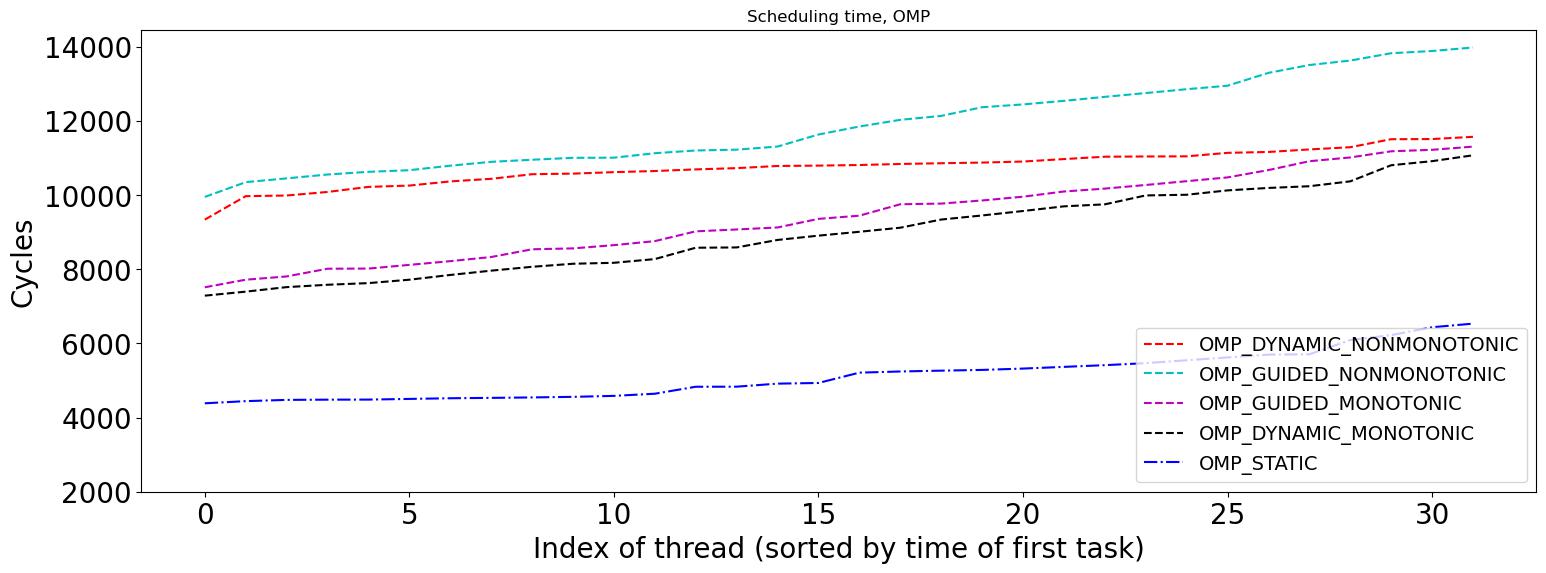 Scheduling time, OMP
14000
12000
10000
8000
6000
4000
2000
Cycles
OMP_DYNAMIC_NONMONOTONIC
OMP_GUIDED_NONMONOTONIC
OMP_GUIDED_MONOTONIC
OMP_DYNAMIC_MONOTONIC
OMP_STATIC
0 5 10 15 20 25 30
Index of thread (sorted by time of first task)